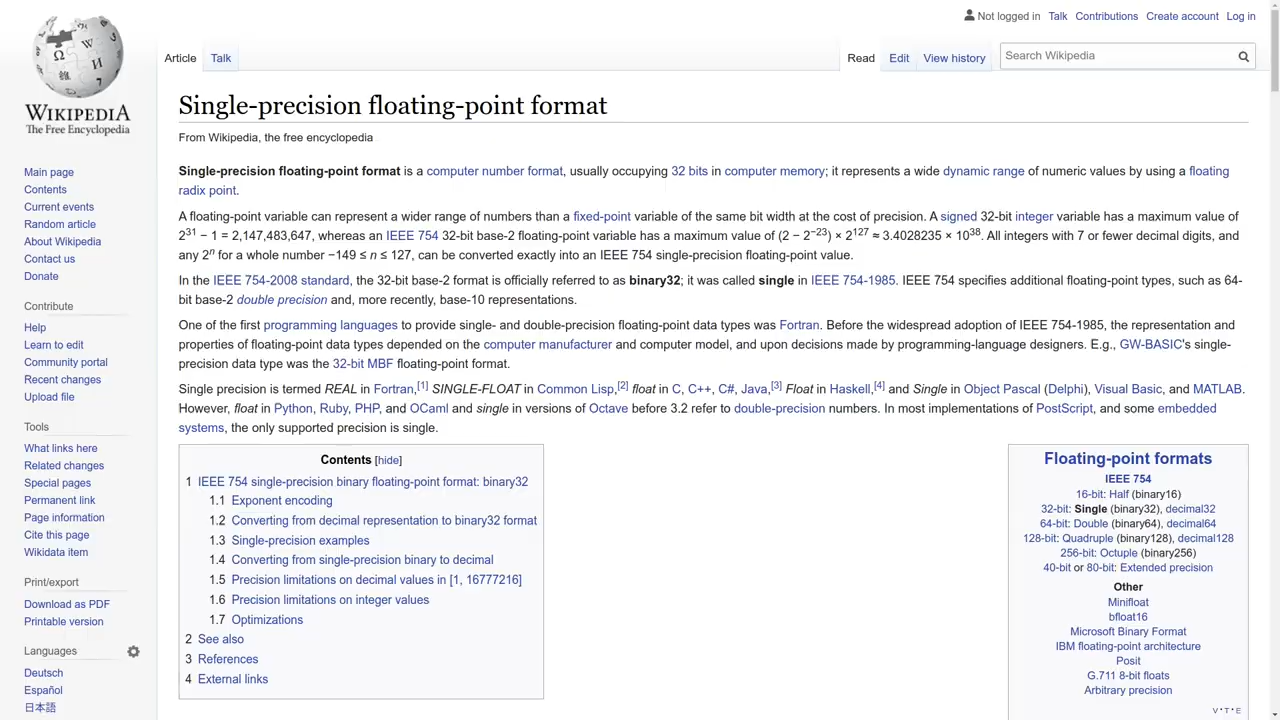 Not logged in Talk Contributions Create account Log in
Article Talk Read Edit View history Search Wikipedia
WIKIPEDIA
The Free Encyclopedia
Main page
Contents
Current events
Random article
About Wikipedia
Contact us
Donate
Contribute
Help
Learn to edit
Community portal
Recent changes
Upload file
Tools
What links here
Related changes
Special pages
Permanent link
Page information
Cite this page
Wikidata item
Print/export
Download as PDF
Printable version
Languages
Deutsch
Español
日本語
Single-precision floating-point format
From Wikipedia, the free encyclopedia
Single-precision floating-point format is a computer number format, usually occupying 32 bits in computer memory; it represents a wide dynamic range of numeric values by using a floating
radix point.
A floating-point variable can represent a wider range of numbers than a fixed-point variable of the same bit width at the cost of precision. A signed 32-bit integer variable has a maximum value of
2³¹ − 1 = 2,147,483,647, whereas an IEEE 754 32-bit base-2 floating-point variable has a maximum value of (2 − 2⁻²³) × 2¹²⁷ ≈ 3.4028235 × 10³⁸. All integers with 7 or fewer decimal digits, and
any 2ⁿ for a whole number −149 ≤ n ≤ 127, can be converted exactly into an IEEE 754 single-precision floating-point value.
In the IEEE 754-2008 standard, the 32-bit base-2 format is officially referred to as binary32; it was called single in IEEE 754-1985. IEEE 754 specifies additional floating-point types, such as 64-
bit base-2 double precision and, more recently, base-10 representations.
One of the first programming languages to provide single- and double-precision floating-point data types was Fortran. Before the widespread adoption of IEEE 754-1985, the representation and
properties of floating-point data types depended on the computer manufacturer and computer model, and upon decisions made by programming-language designers. E.g., GW-BASIC's single-
precision data type was the 32-bit MBF floating-point format.
Single precision is termed REAL in Fortran,[1] SINGLE-FLOAT in Common Lisp,[2] float in C, C++, C#, Java,[3] Float in Haskell,[4] and Single in Object Pascal (Delphi), Visual Basic, and MATLAB.
However, float in Python, Ruby, PHP, and OCaml and single in versions of Octave before 3.2 refer to double-precision numbers. In most implementations of PostScript, and some embedded
systems, the only supported precision is single.
Contents [hide]
1 IEEE 754 single-precision binary floating-point format: binary32
1.1 Exponent encoding
1.2 Converting from decimal representation to binary32 format
1.3 Single-precision examples
1.4 Converting from single-precision binary to decimal
1.5 Precision limitations on decimal values in [1, 16777216]
1.6 Precision limitations on integer values
1.7 Optimizations
2 See also
3 References
4 External links
Floating-point formats
IEEE 754
16-bit: Half (binary16)
32-bit: Single (binary32), decimal32
64-bit: Double (binary64), decimal64
128-bit: Quadruple (binary128), decimal128
256-bit: Octuple (binary256)
40-bit or 80-bit: Extended precision
Other
Minifloat
bfloat16
Microsoft Binary Format
IBM floating-point architecture
Posit
G.711 8-bit floats
Arbitrary precision
V·T·E